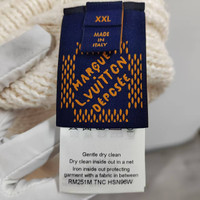 XXL
MADE
IN
ITALY
MARQUE
L.VUITTON
DÉPOSÉE
Gentle dry clean
Dry clean inside out in a net
Iron inside out protecting
garment with a fabric in between
RM251M TNC HSN96W